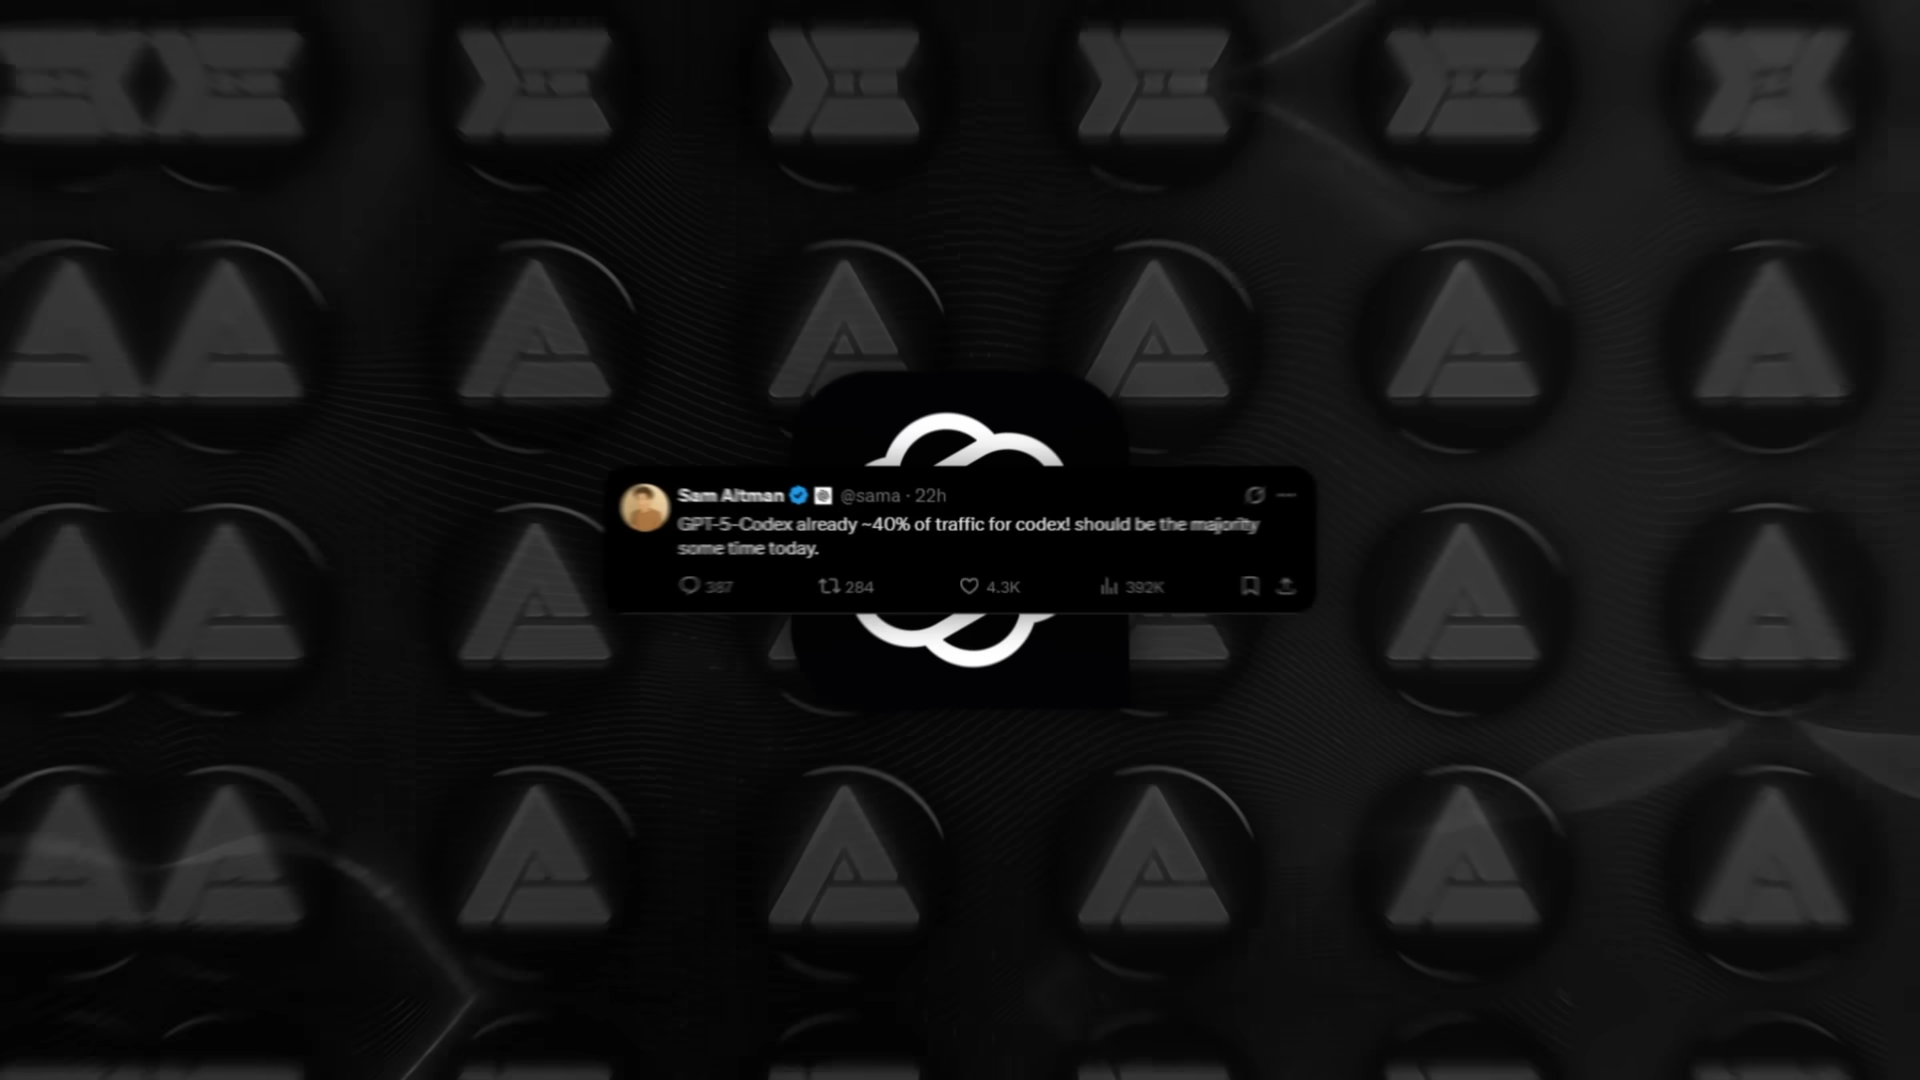 Sam Altman @sama · 22h
GPT-5-Codex already ~40% of traffic for codex! should be the majority
some time today.
387 284 4.3K 392K